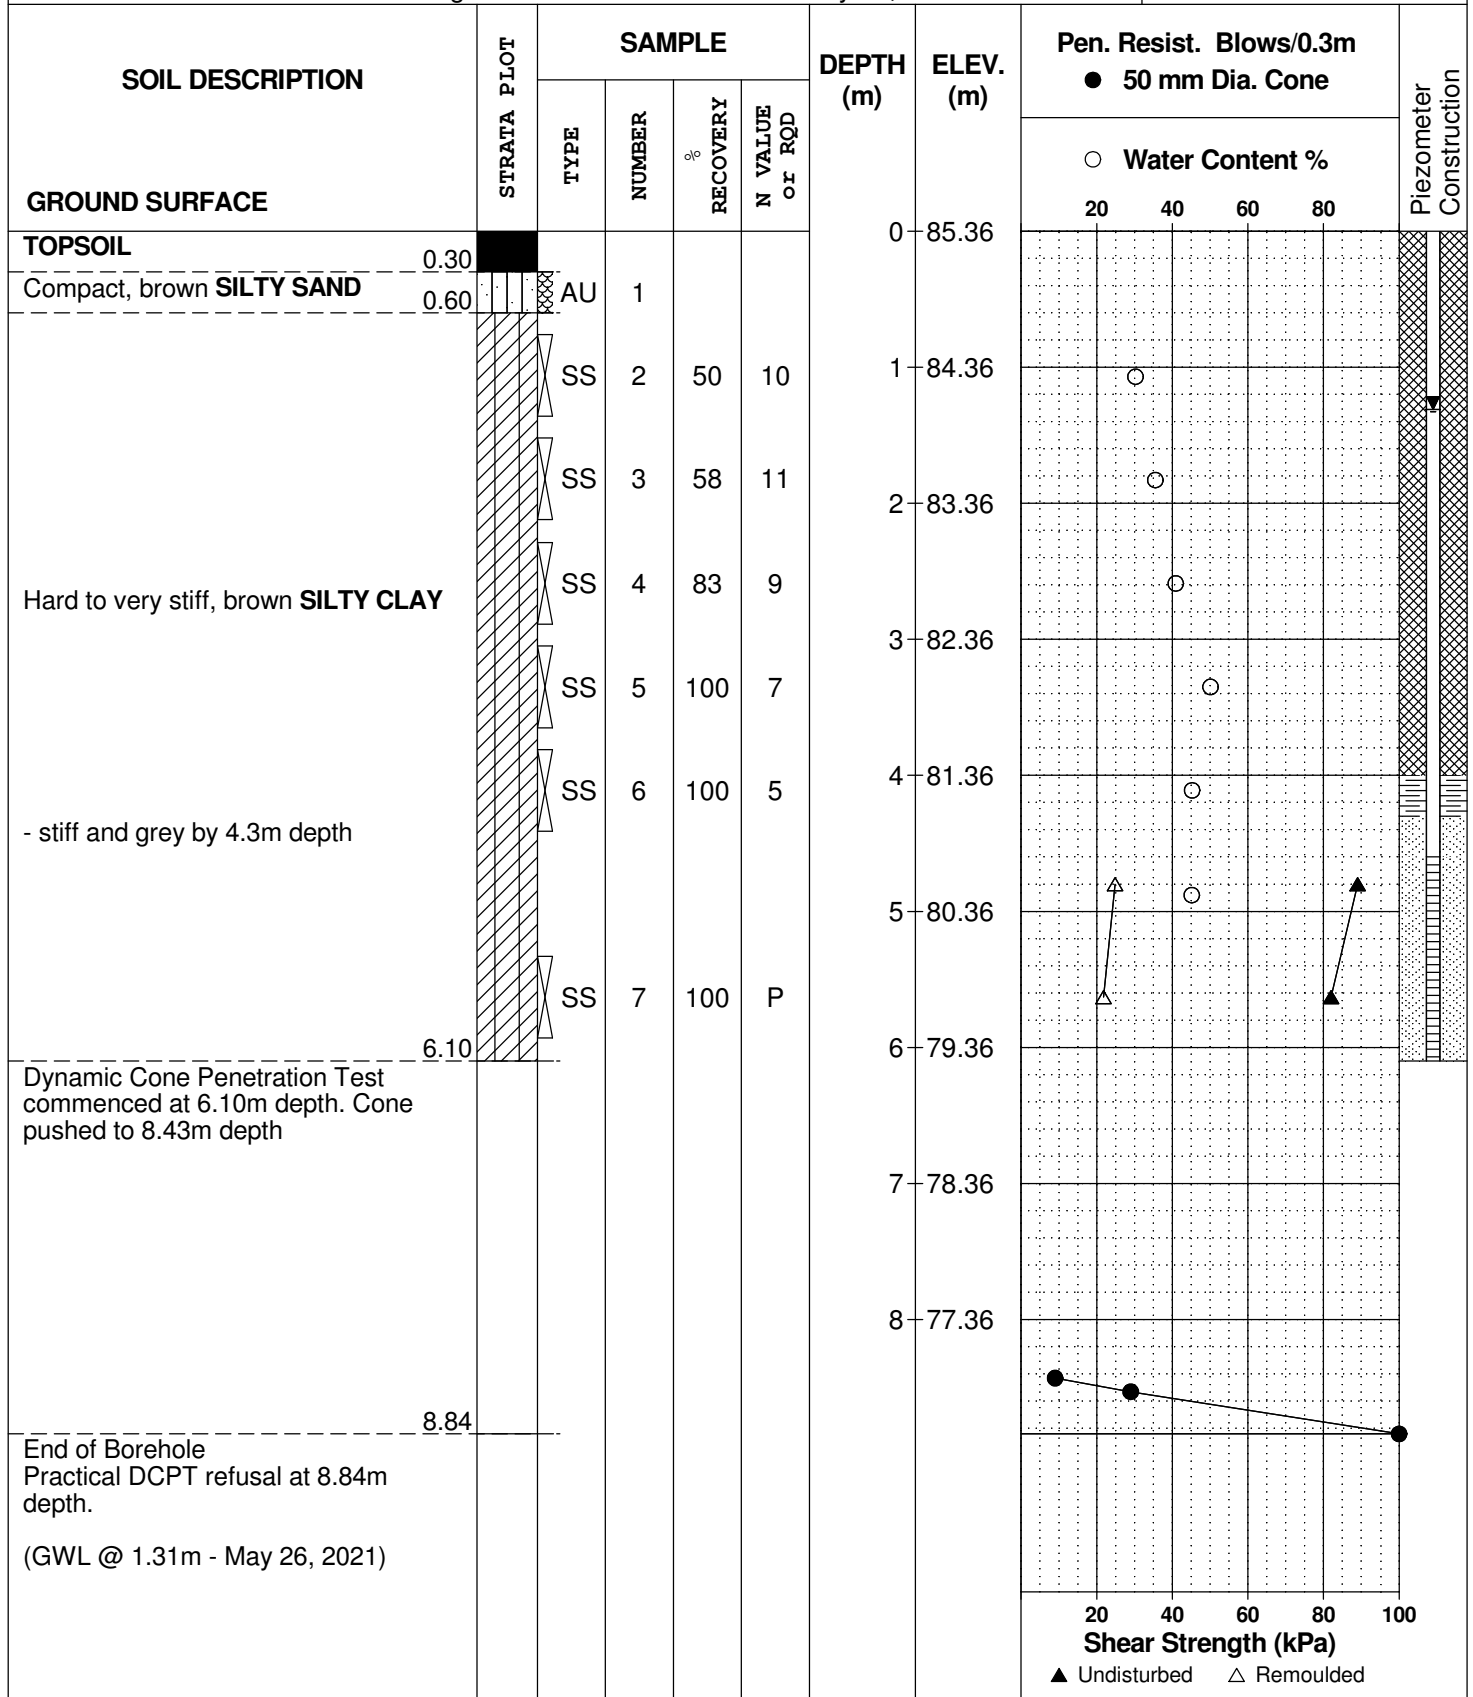 SOIL DESCRIPTION
GROUND SURFACE
STRATA PLOT
SAMPLE
TYPE
NUMBER
% RECOVERY
N VALUE or RQD
DEPTH (m)
ELEV. (m)
Pen. Resist. Blows/0.3m
● 50 mm Dia. Cone
○ Water Content %
20 40 60 80
Piezometer Construction
0 85.36
TOPSOIL
0.30
Compact, brown SILTY SAND
0.60
AU 1
SS 2 50 10
1 84.36
SS 3 58 11
2 83.36
SS 4 83 9
Hard to very stiff, brown SILTY CLAY
3 82.36
SS 5 100 7
4 81.36
SS 6 100 5
- stiff and grey by 4.3m depth
5 80.36
SS 7 100 P
6.10
6 79.36
Dynamic Cone Penetration Test
commenced at 6.10m depth. Cone
pushed to 8.43m depth
7 78.36
8 77.36
8.84
End of Borehole
Practical DCPT refusal at 8.84m
depth.
(GWL @ 1.31m - May 26, 2021)
20 40 60 80 100
Shear Strength (kPa)
▲ Undisturbed △ Remoulded